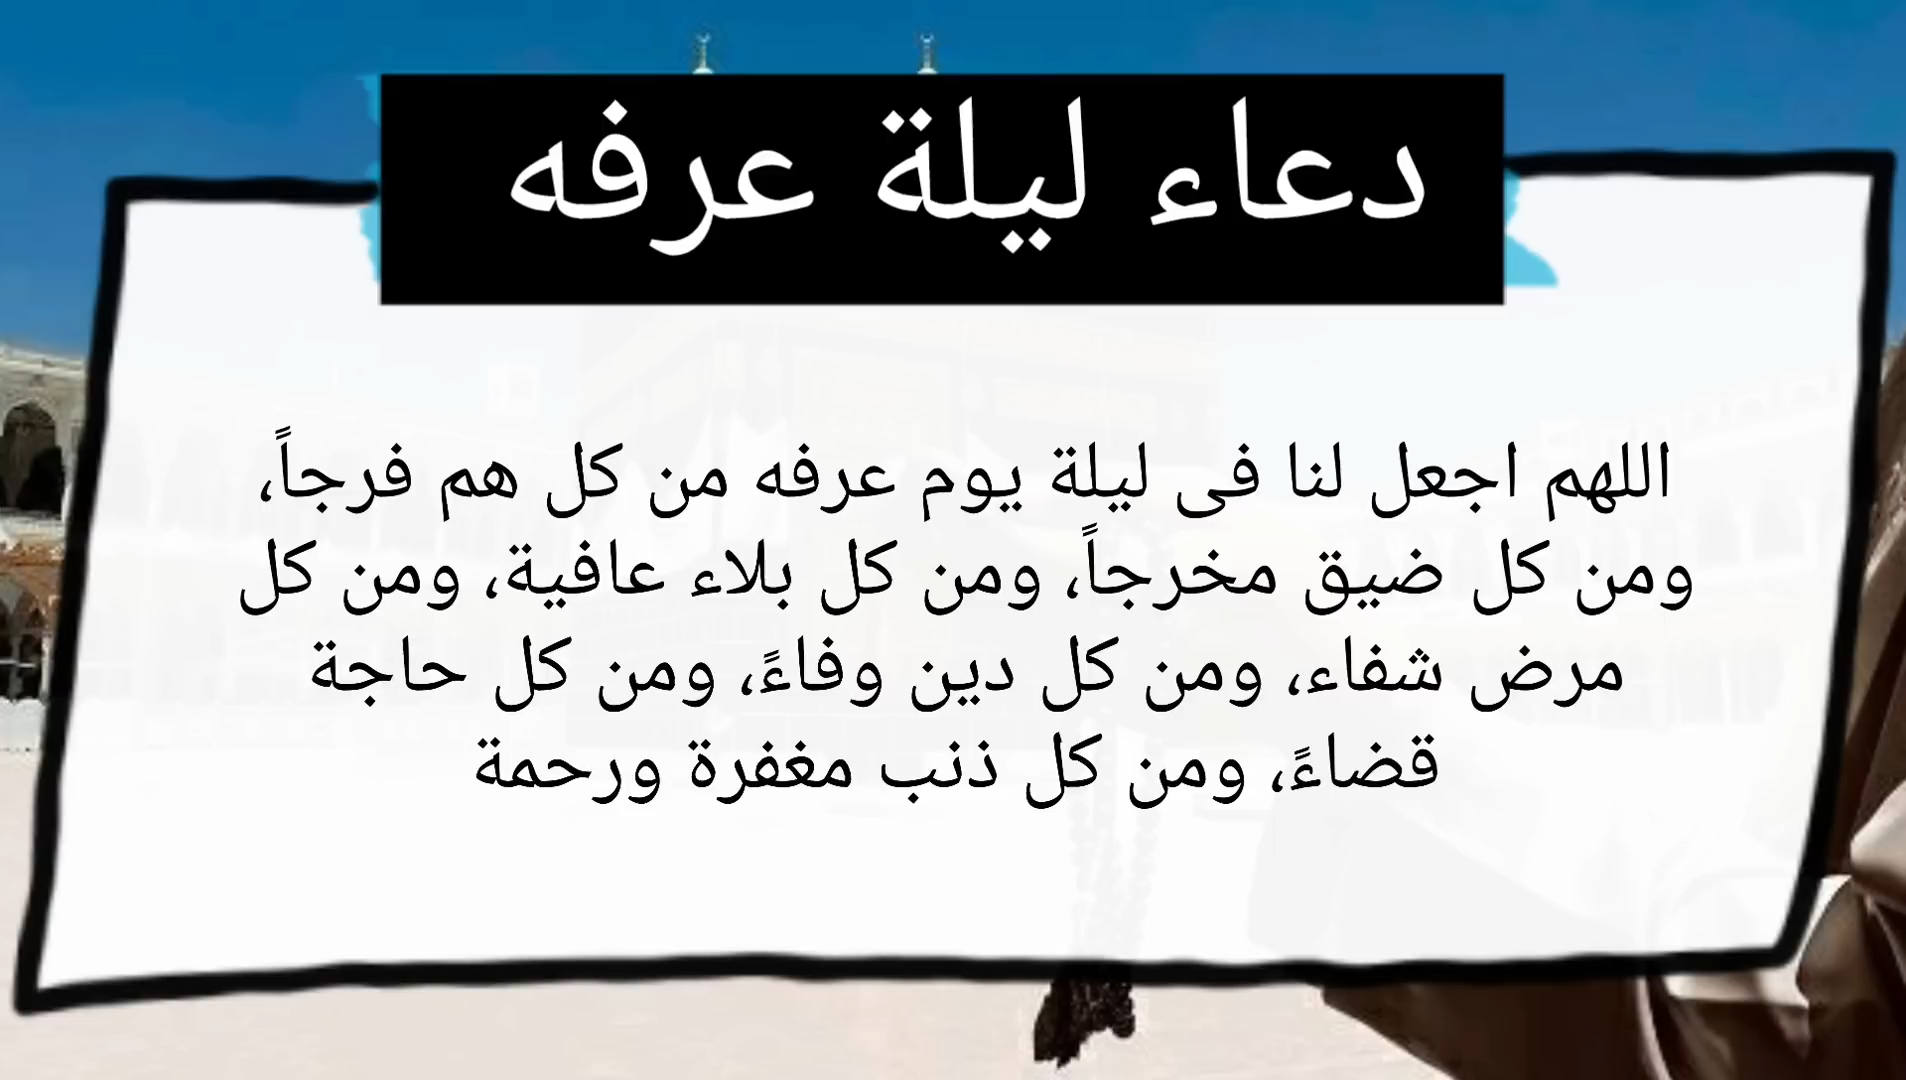 دعاء ليلة عرفه
اللهم اجعل لنا فى ليلة يوم عرفه من كل هم فرجاً،
ومن كل ضيق مخرجاً، ومن كل بلاء عافية، ومن كل
مرض شفاء، ومن كل دين وفاءً، ومن كل حاجة
قضاءً، ومن كل ذنب مغفرة ورحمة